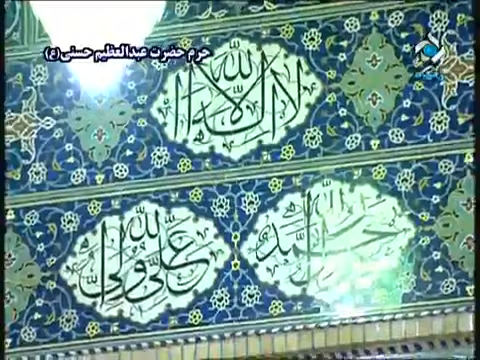 حرم حضرت عبدالعظیم حسنی(ع)
لا اله الا الله
محمد رسول الله
علی ولی الله